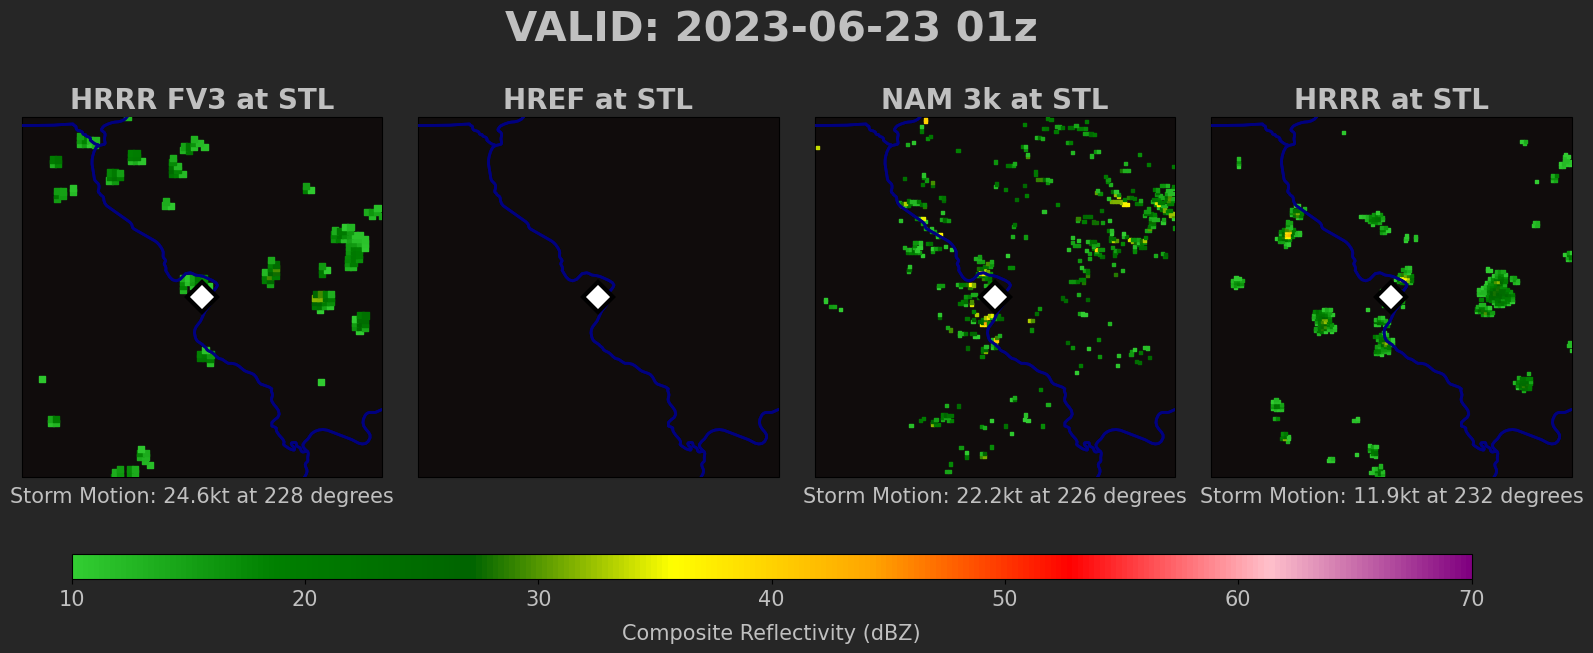 VALID: 2023-06-23 01z
HRRR FV3 at STL
HREF at STL
NAM 3k at STL
HRRR at STL
Storm Motion: 24.6kt at 228 degrees
Storm Motion: 22.2kt at 226 degrees
Storm Motion: 11.9kt at 232 degrees
10 20 30 40 50 60 70
Composite Reflectivity (dBZ)